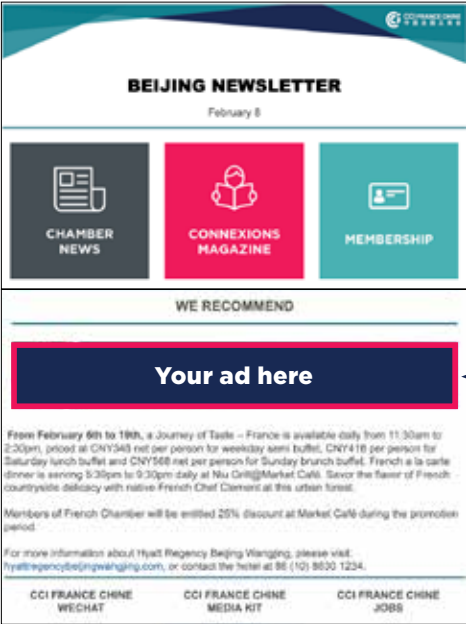 CCI FRANCE CHINE
BEIJING NEWSLETTER
February 8
CHAMBER
NEWS
CONNEXIONS
MAGAZINE
MEMBERSHIP
WE RECOMMEND
Your ad here
From February 6th to 19th, a Journey of Taste – France is available daily from 11:30am to
2:30pm, priced at CNY348 net per person for weekday semi buffet, CNY418 per person for
Saturday lunch buffet and CNY568 net per person for Sunday brunch buffet. French a la carte
dinner is serving 5:30pm to 9:30pm daily at Niu Grill@Market Café. Savor the flavor of French
countryside delicacy with native French Chef Clement at this urban forest.
Members of French Chamber will be entitled 25% discount at Market Café during the promotion
period.
For more information about Hyatt Regency Beijing Wangjing, please visit
hyattregencybeijingwangjing.com, or contact the hotel at 86 (10) 8630 1234.
CCI FRANCE CHINE
WECHAT
CCI FRANCE CHINE
MEDIA KIT
CCI FRANCE CHINE
JOBS